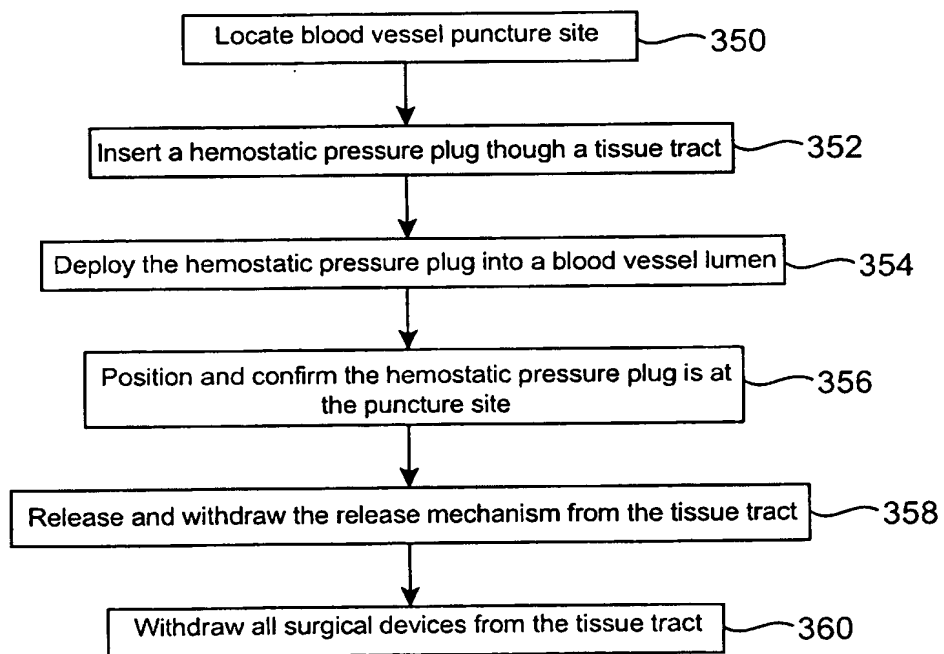 Locate blood vessel puncture site 350
Insert a hemostatic pressure plug though a tissue tract 352
Deploy the hemostatic pressure plug into a blood vessel lumen 354
Position and confirm the hemostatic pressure plug is at
the puncture site 356
Release and withdraw the release mechanism from the tissue tract 358
Withdraw all surgical devices from the tissue tract 360